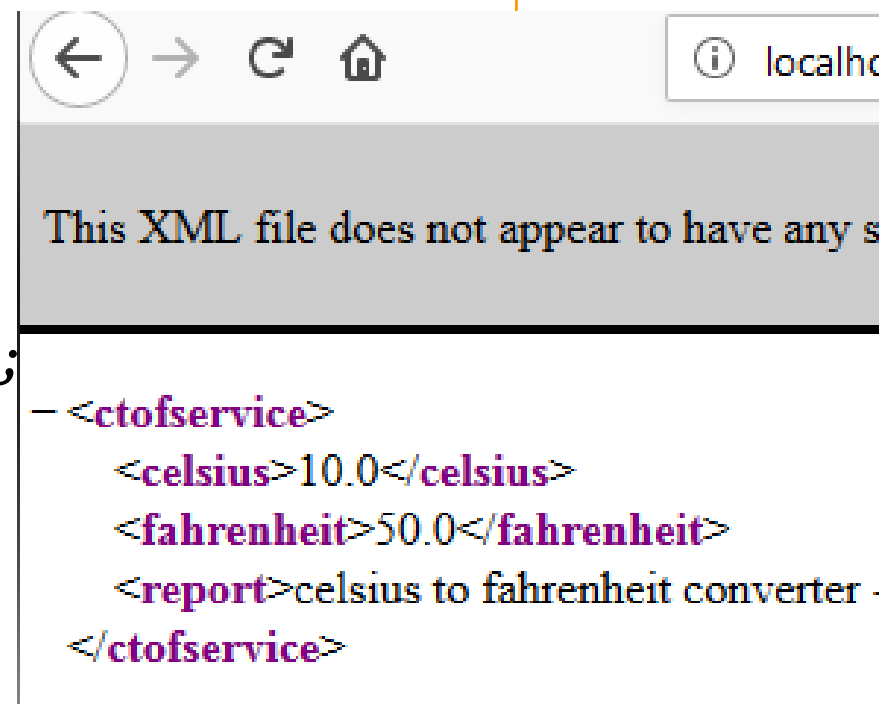 localho
This XML file does not appear to have any s
;
– <ctofservice>
<celsius>10.0</celsius>
<fahrenheit>50.0</fahrenheit>
<report>celsius to fahrenheit converter -
</ctofservice>